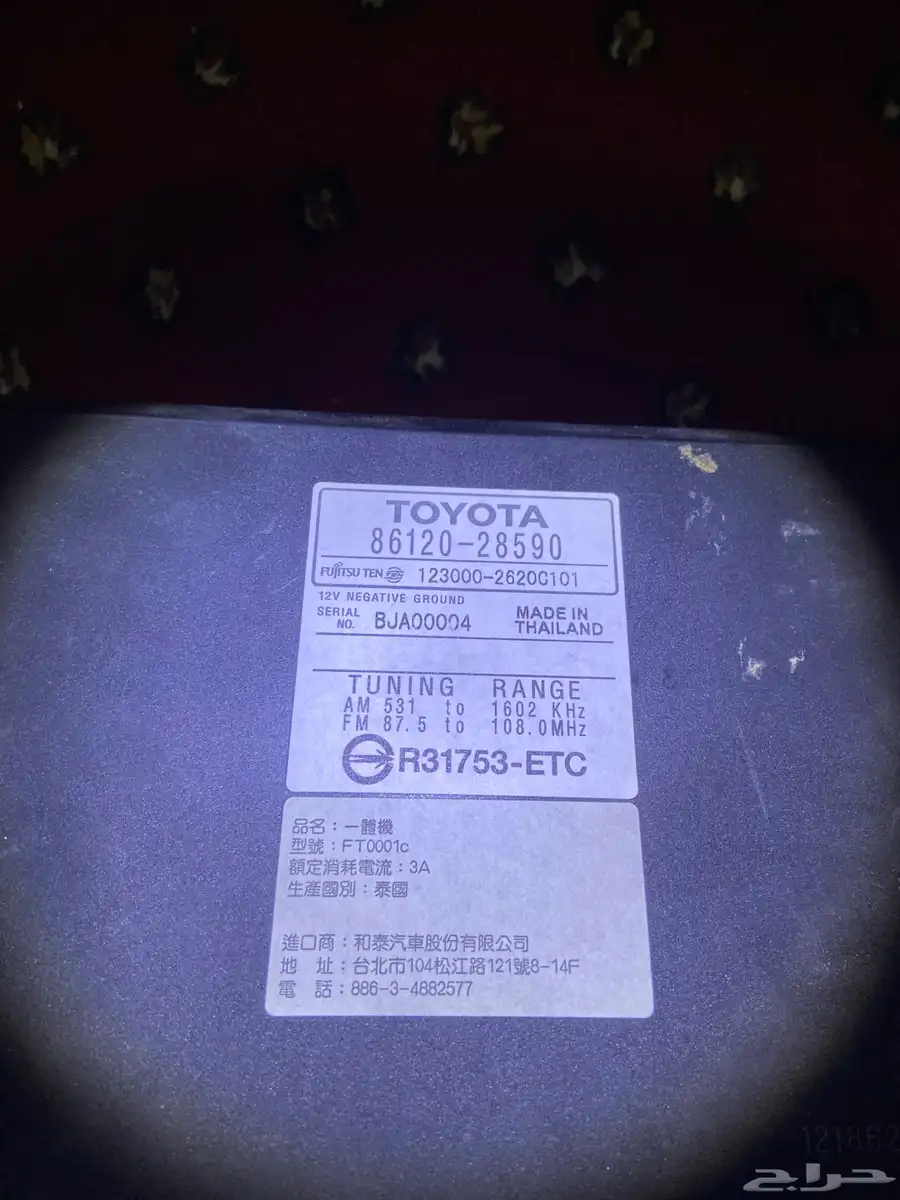 TOYOTA
86120-28590
FUJITSU TEN 123000-2620C101
12V NEGATIVE GROUND
SERIAL NO. BJA00004
MADE IN THAILAND
TUNING RANGE
AM 531 to 1602 KHz
FM 87.5 to 108.0MHz
R31753-ETC
品名：一體機
型號：FT0001c
額定消耗電流：3A
生產國別：泰國
進口商：和泰汽車股份有限公司
地 址：台北市104松江路121號8-14F
電 話：886-3-4882577
حراج